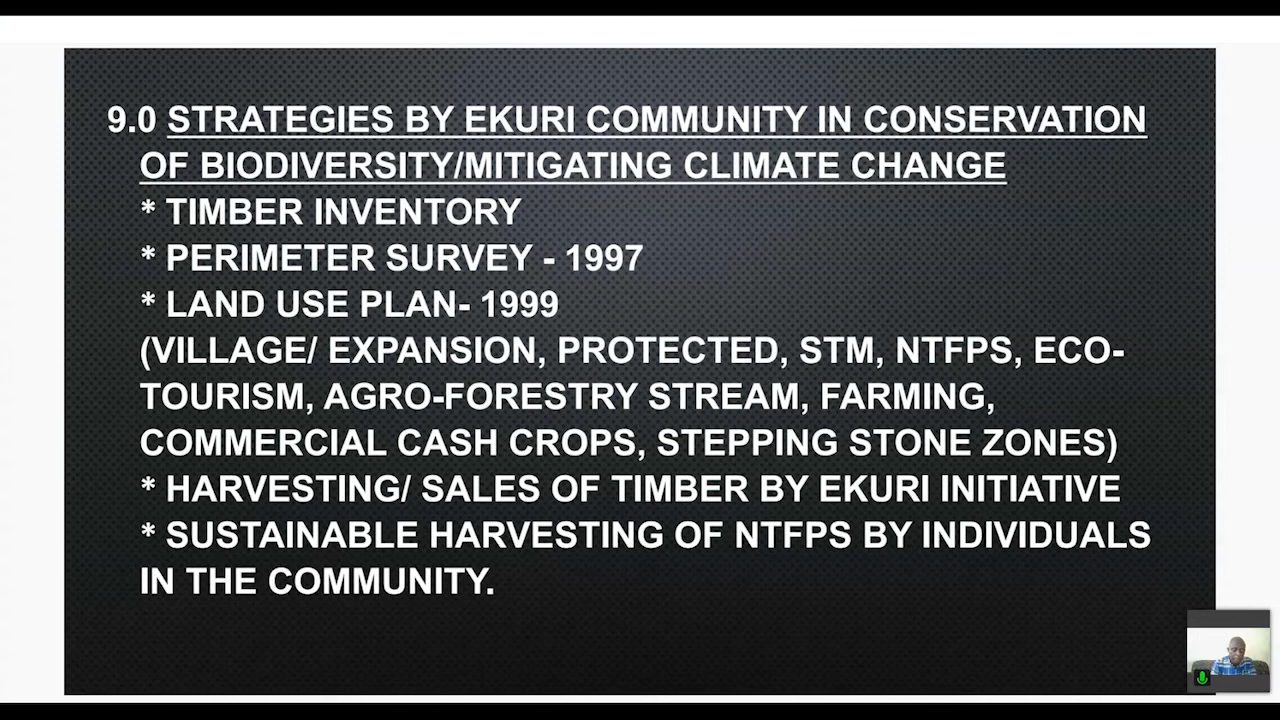 9.0 STRATEGIES BY EKURI COMMUNITY IN CONSERVATION
OF BIODIVERSITY/MITIGATING CLIMATE CHANGE
* TIMBER INVENTORY
* PERIMETER SURVEY - 1997
* LAND USE PLAN- 1999
(VILLAGE/ EXPANSION, PROTECTED, STM, NTFPS, ECO-
TOURISM, AGRO-FORESTRY STREAM, FARMING,
COMMERCIAL CASH CROPS, STEPPING STONE ZONES)
* HARVESTING/ SALES OF TIMBER BY EKURI INITIATIVE
* SUSTAINABLE HARVESTING OF NTFPS BY INDIVIDUALS
IN THE COMMUNITY.